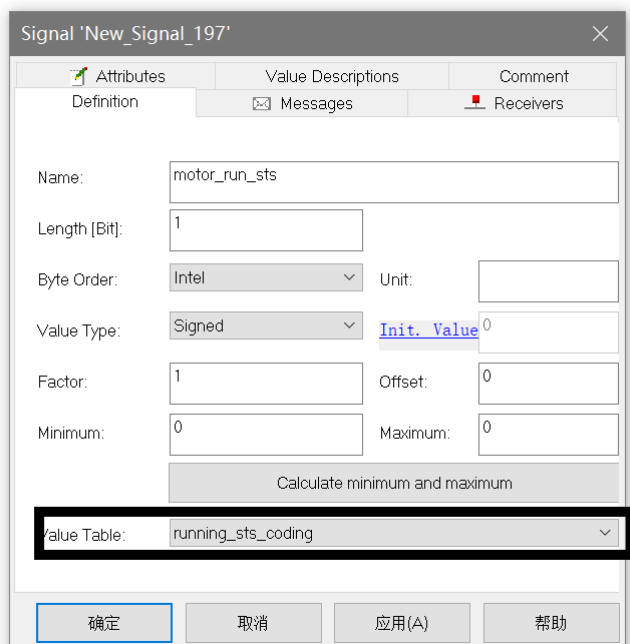 Signal 'New_Signal_197'
Attributes Value Descriptions Comment
Definition Messages Receivers
Name: motor_run_sts
Length [Bit]: 1
Byte Order: Intel Unit:
Value Type: Signed Init. Value 0
Factor: 1 Offset: 0
Minimum: 0 Maximum: 0
Calculate minimum and maximum
Value Table: running_sts_coding
确定 取消 应用(A) 帮助